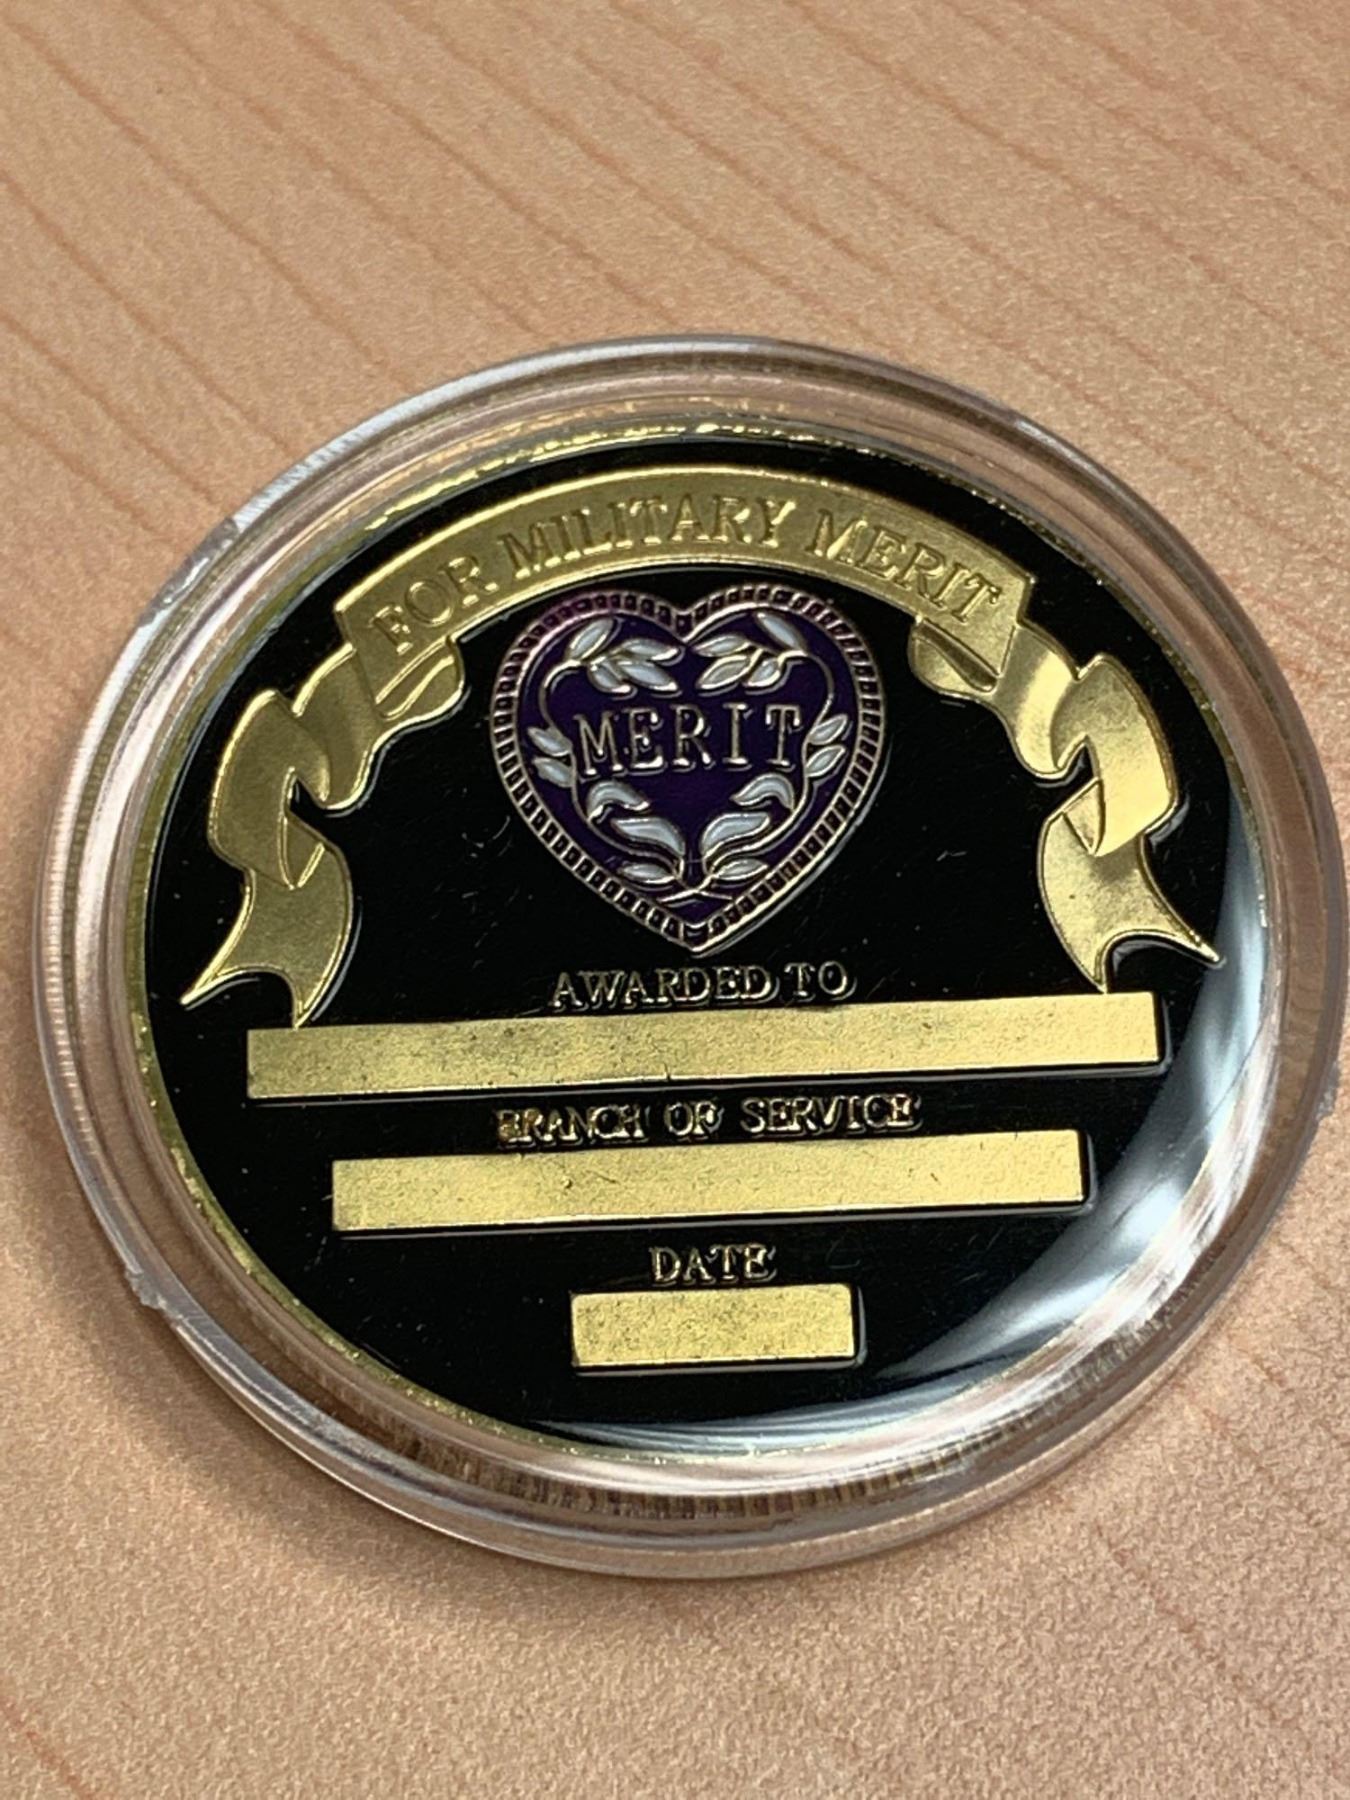 FOR MILITARY MERIT
MERIT
AWARDED TO
BRANCH OF SERVICE
DATE